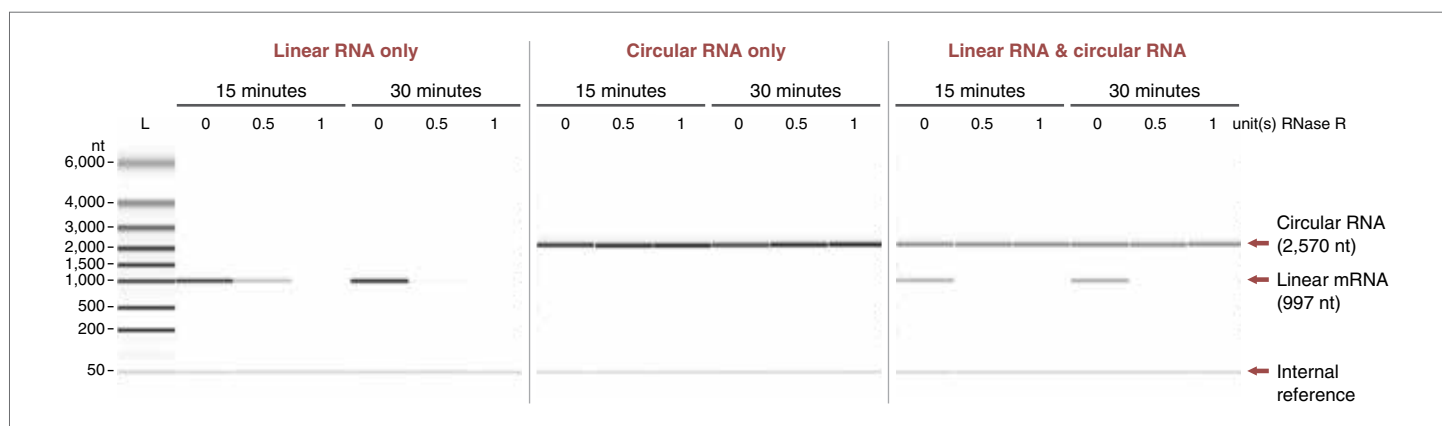 Linear RNA only
Circular RNA only
Linear RNA & circular RNA
15 minutes
30 minutes
15 minutes
30 minutes
15 minutes
30 minutes
L
0
0.5
1
0
0.5
1
0
0.5
1
0
0.5
1
0
0.5
1
0
0.5
1
unit(s) RNase R
nt
6,000
4,000
3,000
2,000
1,500
1,000
500
200
50
Circular RNA
(2,570 nt)
Linear mRNA
(997 nt)
Internal
reference